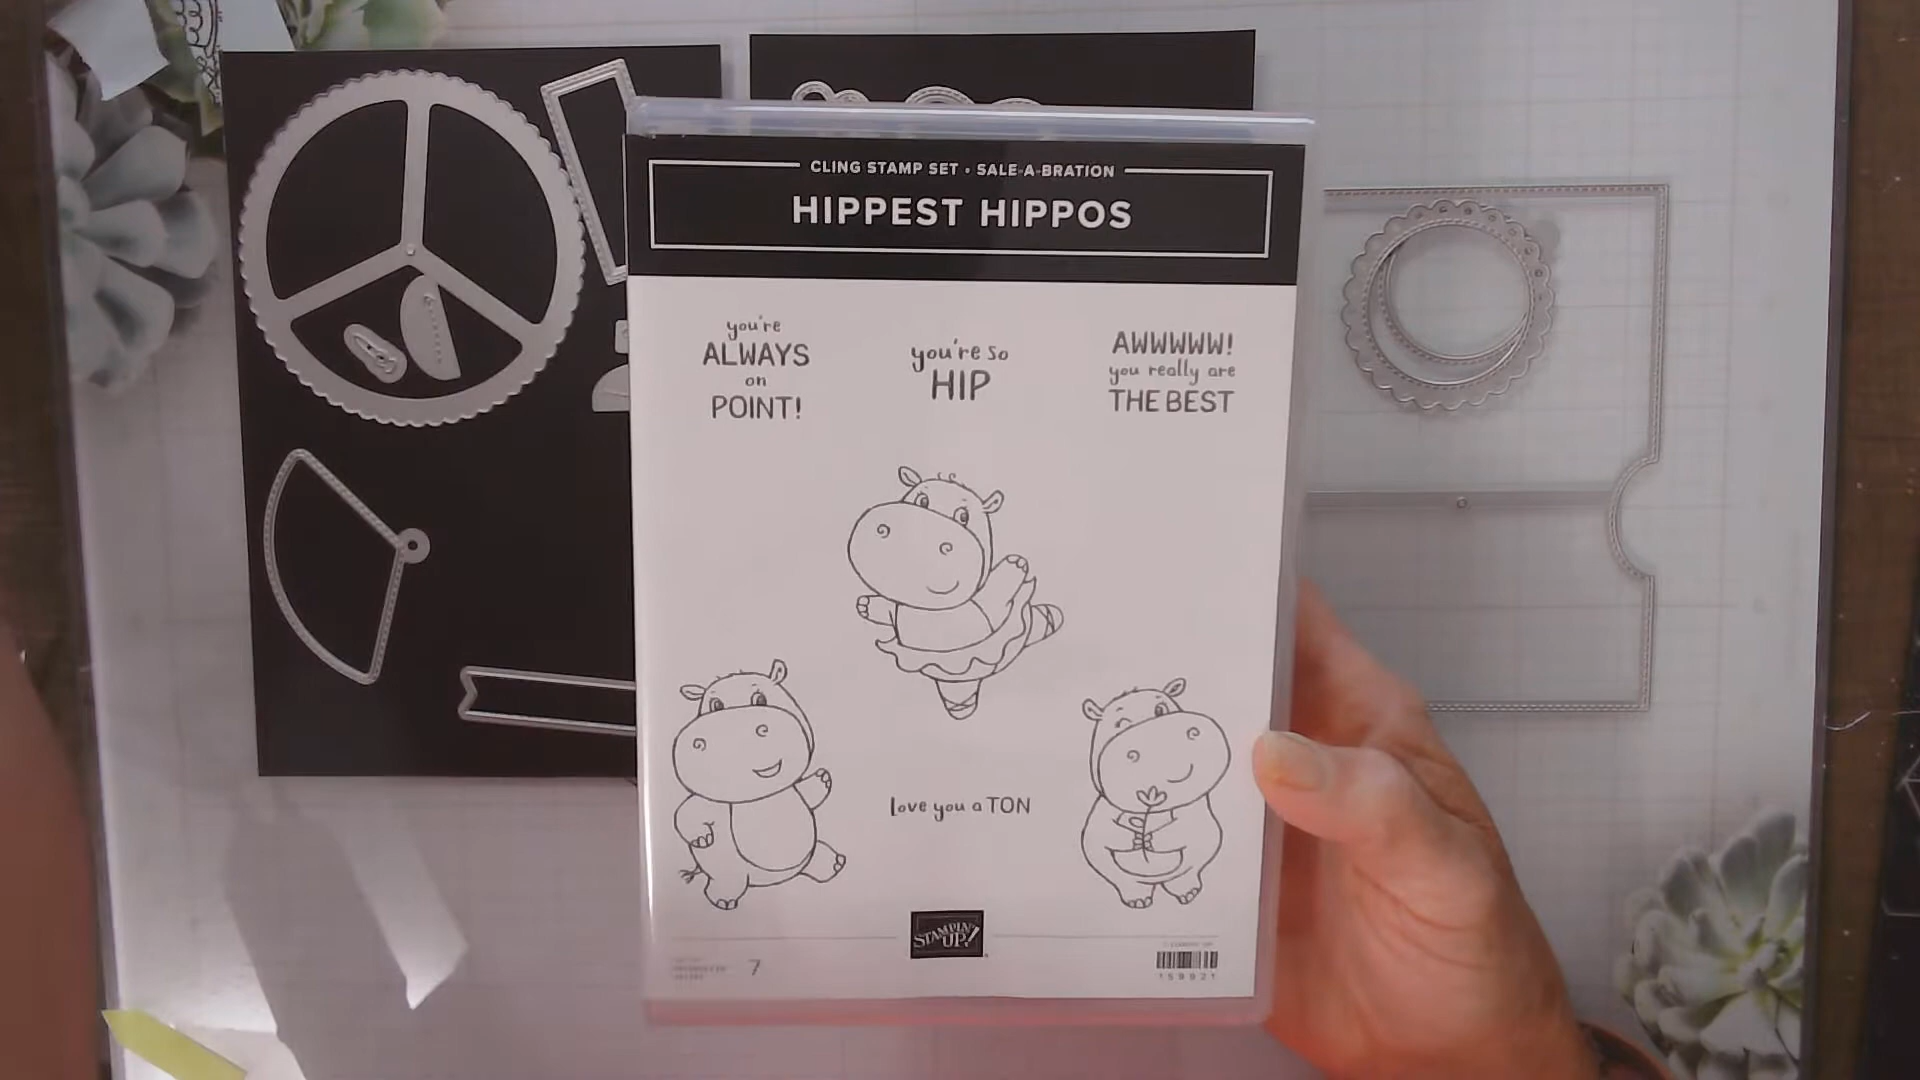 CLING STAMP SET • SALE-A-BRATION
HIPPEST HIPPOS
you're
ALWAYS
on
POINT!
you're so
HIP
AWWWWW!
you really are
THE BEST
love you a TON
STAMPIN' UP!
7
159921